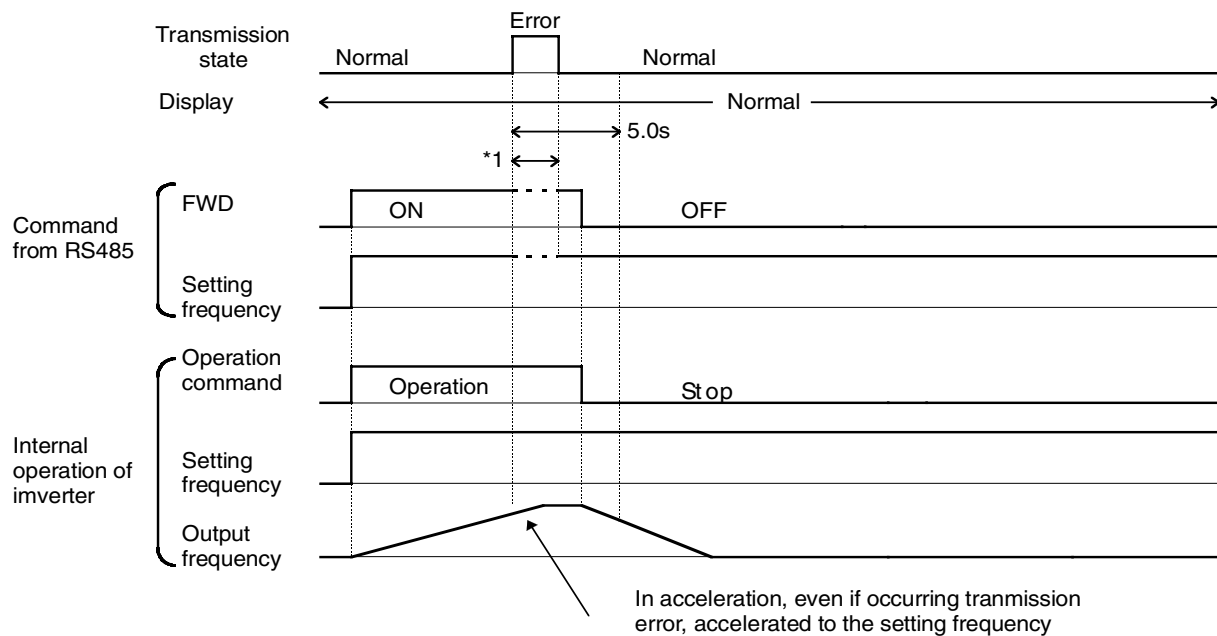 Error
Transmission
state
Normal
Normal
Display
Normal
5.0s
*1
Command
from RS485
FWD
ON
OFF
Setting
frequency
Internal
operation of
imverter
Operation
command
Operation
Stop
Setting
frequency
Output
frequency
In acceleration, even if occurring tranmission
error, accelerated to the setting frequency